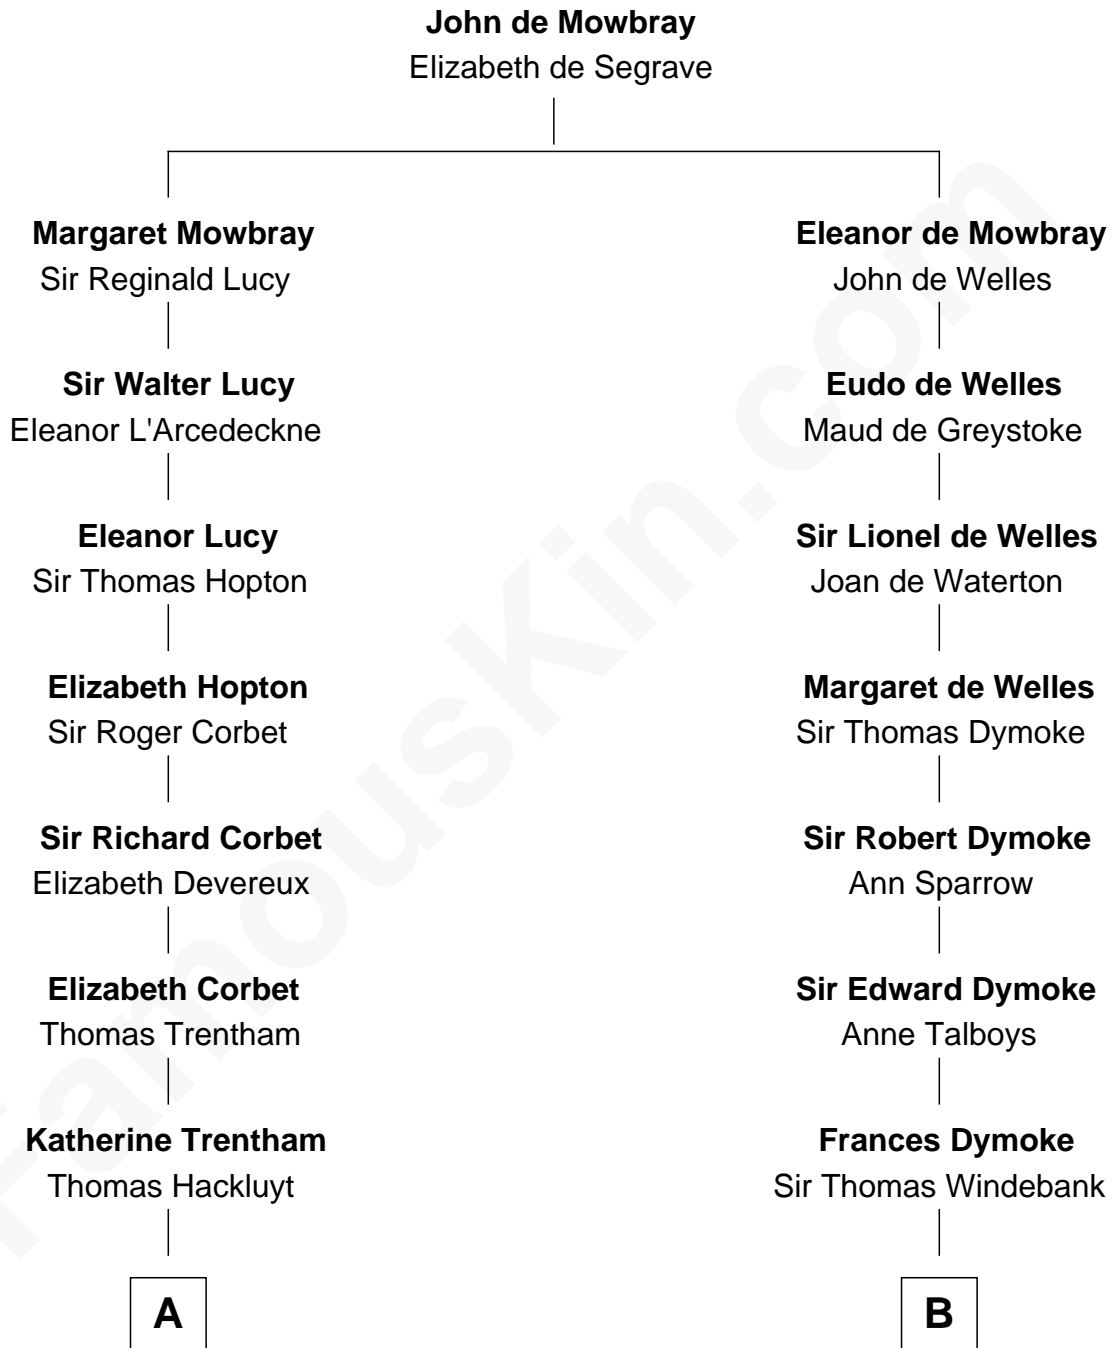 John de Mowbray
Elizabeth de Segrave
Margaret Mowbray
Sir Reginald Lucy
Eleanor de Mowbray
John de Welles
Sir Walter Lucy
Eleanor L'Arcedeckne
Eudo de Welles
Maud de Greystoke
Eleanor Lucy
Sir Thomas Hopton
Sir Lionel de Welles
Joan de Waterton
Elizabeth Hopton
Sir Roger Corbet
Margaret de Welles
Sir Thomas Dymoke
Sir Richard Corbet
Elizabeth Devereux
Sir Robert Dymoke
Ann Sparrow
Elizabeth Corbet
Thomas Trentham
Sir Edward Dymoke
Anne Talboys
Katherine Trentham
Thomas Hackluyt
Frances Dymoke
Sir Thomas Windebank
A
B
FamousKin.com